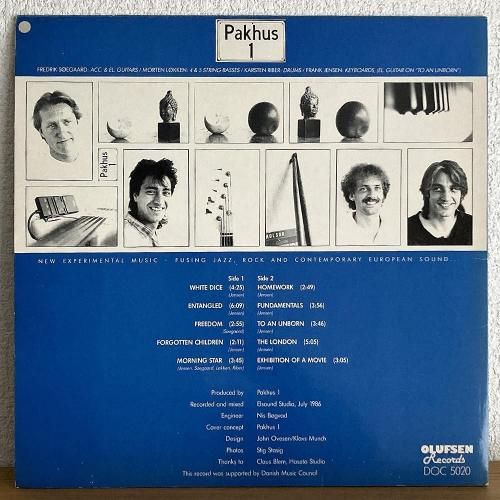 Pakhus
1
FREDRIK SØEGAARD: ACC & EL. GUITARS / MORTEN LØKKEN: 4 & 5 STRING BASSES / KARSTEN RIBER: DRUMS / FRANK JENSEN: KEYBOARDS, (EL. GUITAR ON "TO AN UNBORN")
Pakhus
NEW EXPERIMENTAL MUSIC - FUSING JAZZ, ROCK AND CONTEMPORARY EUROPEAN SOUND...
Side 1
WHITE DICE (4:25)
(Jensen)
ENTANGLED (6:09)
(Jensen)
FREEDOM (2:55)
(Søegaard)
FORGOTTEN CHILDREN (2:11)
(Jensen)
MORNING STAR (3:45)
(Jensen, Søegaard, Løkken, Riber)
Side 2
HOMEWORK (2:49)
(Jensen)
FUNDAMENTALS (3:56)
(Jensen)
TO AN UNBORN (3:46)
(Jensen)
THE LONDON (5:05)
(Jensen)
EXHIBITION OF A MOVIE (3:05)
(Jensen)
Produced by Pakhus 1
Recorded and mixed Elsound Studio, July 1986
Engineer Nis Bøgvad
Cover concept Pakhus 1
Design John Ovesen/Klavs Munch
Photos Stig Stasig
Thanks to Claus Blem, Haseta Studio
This record was supported by Danish Music Council
OLUFSEN
Records
DOC 5020